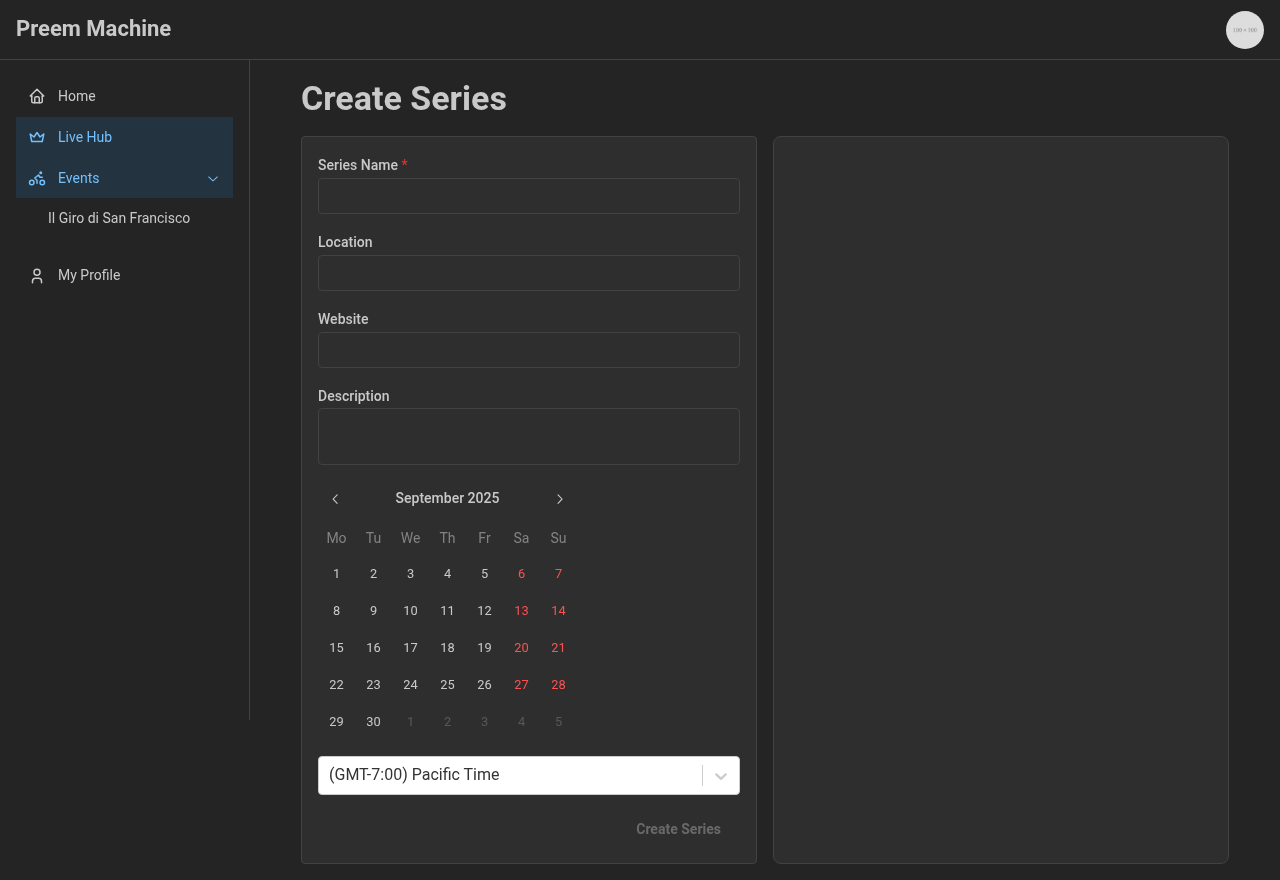 Preem Machine
Home
Live Hub
Events
Il Giro di San Francisco
My Profile
Create Series
Series Name *
Location
Website
Description
September 2025
Mo Tu We Th Fr Sa Su
1 2 3 4 5 6 7
8 9 10 11 12 13 14
15 16 17 18 19 20 21
22 23 24 25 26 27 28
29 30 1 2 3 4 5
(GMT-7:00) Pacific Time
Create Series